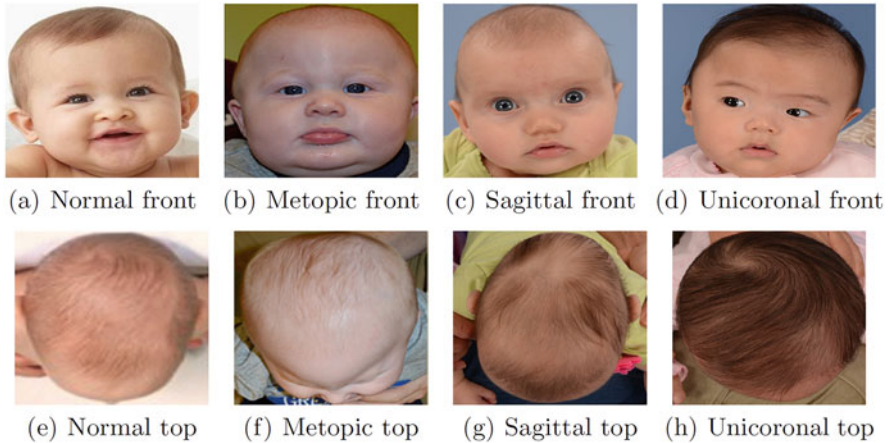 (a) Normal front (b) Metopic front (c) Sagittal front (d) Unicoronal front
(e) Normal top (f) Metopic top (g) Sagittal top (h) Unicoronal top